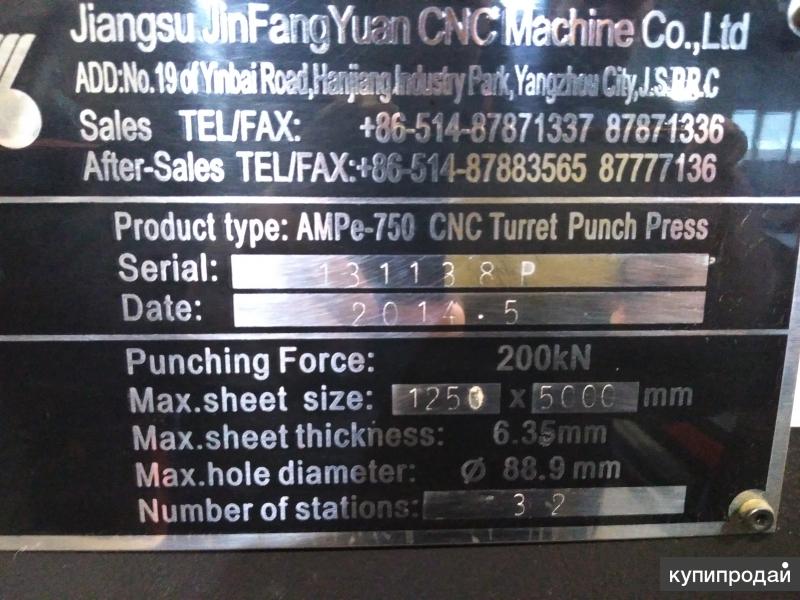 Jiangsu JinFangYuan CNC Machine Co.,Ltd
ADD:No.19 of Yinbai Road,Hanjiang Industry Park,Yangzhou City,J.S.P.R.C
Sales TEL/FAX: +86-514-87871337 87871336
After-Sales TEL/FAX:+86-514-87883565 87777136
Product type: AMPe-750 CNC Turret Punch Press
Serial: 131138P
Date: 2014.5
Punching Force: 200kN
Max.sheet size: 1250 x 5000 mm
Max.sheet thickness: 6.35mm
Max.hole diameter: Ø 88.9 mm
Number of stations: 32
купипродай